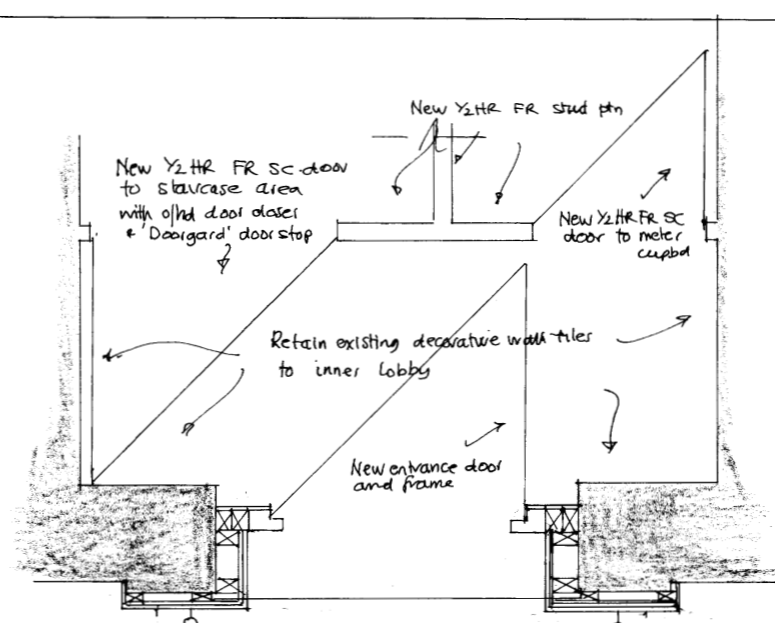 New ½HR FR stud ptn
New ½HR FR SC door
to staircase area
with o/hd door closer
& 'Doorgard' doorstop
New ½HR FR SC
door to meter
cupbd
Retain existing decorative wall tiles
to inner lobby
New entrance door
and frame